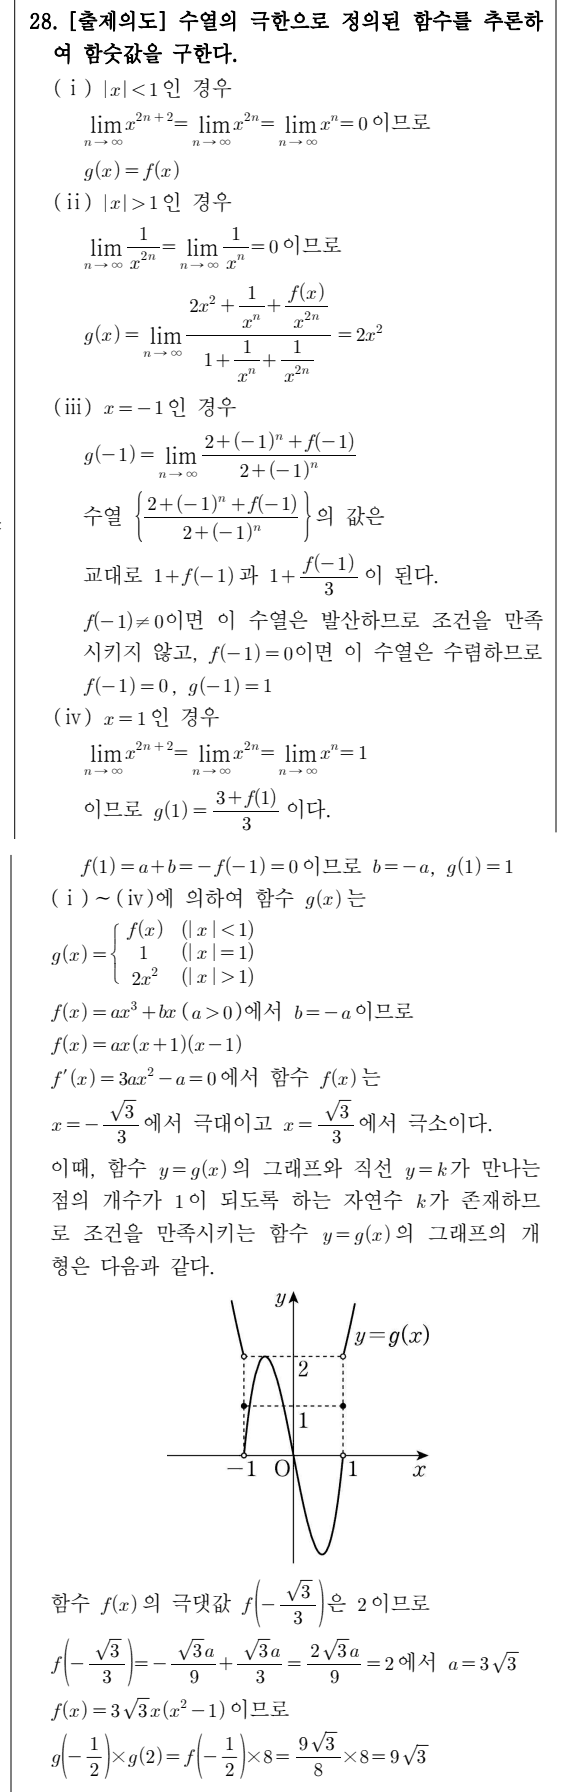 28. [출제의도] 수열의 극한으로 정의된 함수를 추론하
여 함숫값을 구한다.
(ⅰ) |x|<1인 경우
lim_{n→∞} x^{2n+2} = lim_{n→∞} x^{2n} = lim_{n→∞} x^n = 0이므로
g(x)=f(x)
(ⅱ) |x|>1인 경우
lim_{n→∞} 1/x^{2n} = lim_{n→∞} 1/x^n = 0이므로
g(x) = lim_{n→∞} (2x^2 + 1/x^n + f(x)/x^{2n}) / (1 + 1/x^n + 1/x^{2n}) = 2x^2
(ⅲ) x=-1인 경우
g(-1) = lim_{n→∞} (2+(-1)^n+f(-1)) / (2+(-1)^n)
수열 {(2+(-1)^n+f(-1)) / (2+(-1)^n)}의 값은
교대로 1+f(-1)과 1+f(-1)/3이 된다.
f(-1)≠0이면 이 수열은 발산하므로 조건을 만족
시키지 않고, f(-1)=0이면 이 수열은 수렴하므로
f(-1)=0, g(-1)=1
(ⅳ) x=1인 경우
lim_{n→∞} x^{2n+2} = lim_{n→∞} x^{2n} = lim_{n→∞} x^n = 1
이므로 g(1) = (3+f(1))/3 이다.
f(1)=a+b=-f(-1)=0이므로 b=-a, g(1)=1
(ⅰ)~(ⅳ)에 의하여 함수 g(x)는
g(x) = { f(x) (|x|<1)
1 (|x|=1)
2x^2 (|x|>1)
f(x)=ax^3+bx (a>0)에서 b=-a이므로
f(x)=ax(x+1)(x-1)
f'(x)=3ax^2-a=0에서 함수 f(x)는
x=-√3/3에서 극대이고 x=√3/3에서 극소이다.
이때, 함수 y=g(x)의 그래프와 직선 y=k가 만나는
점의 개수가 1이 되도록 하는 자연수 k가 존재하므
로 조건을 만족시키는 함수 y=g(x)의 그래프의 개
형은 다음과 같다.
y
y=g(x)
2
1
-1 O 1 x
함수 f(x)의 극댓값 f(-√3/3)은 2이므로
f(-√3/3) = -√3a/9 + √3a/3 = 2√3a/9 = 2에서 a=3√3
f(x)=3√3x(x^2-1)이므로
g(-1/2)×g(2) = f(-1/2)×8 = 9√3/8×8 = 9√3